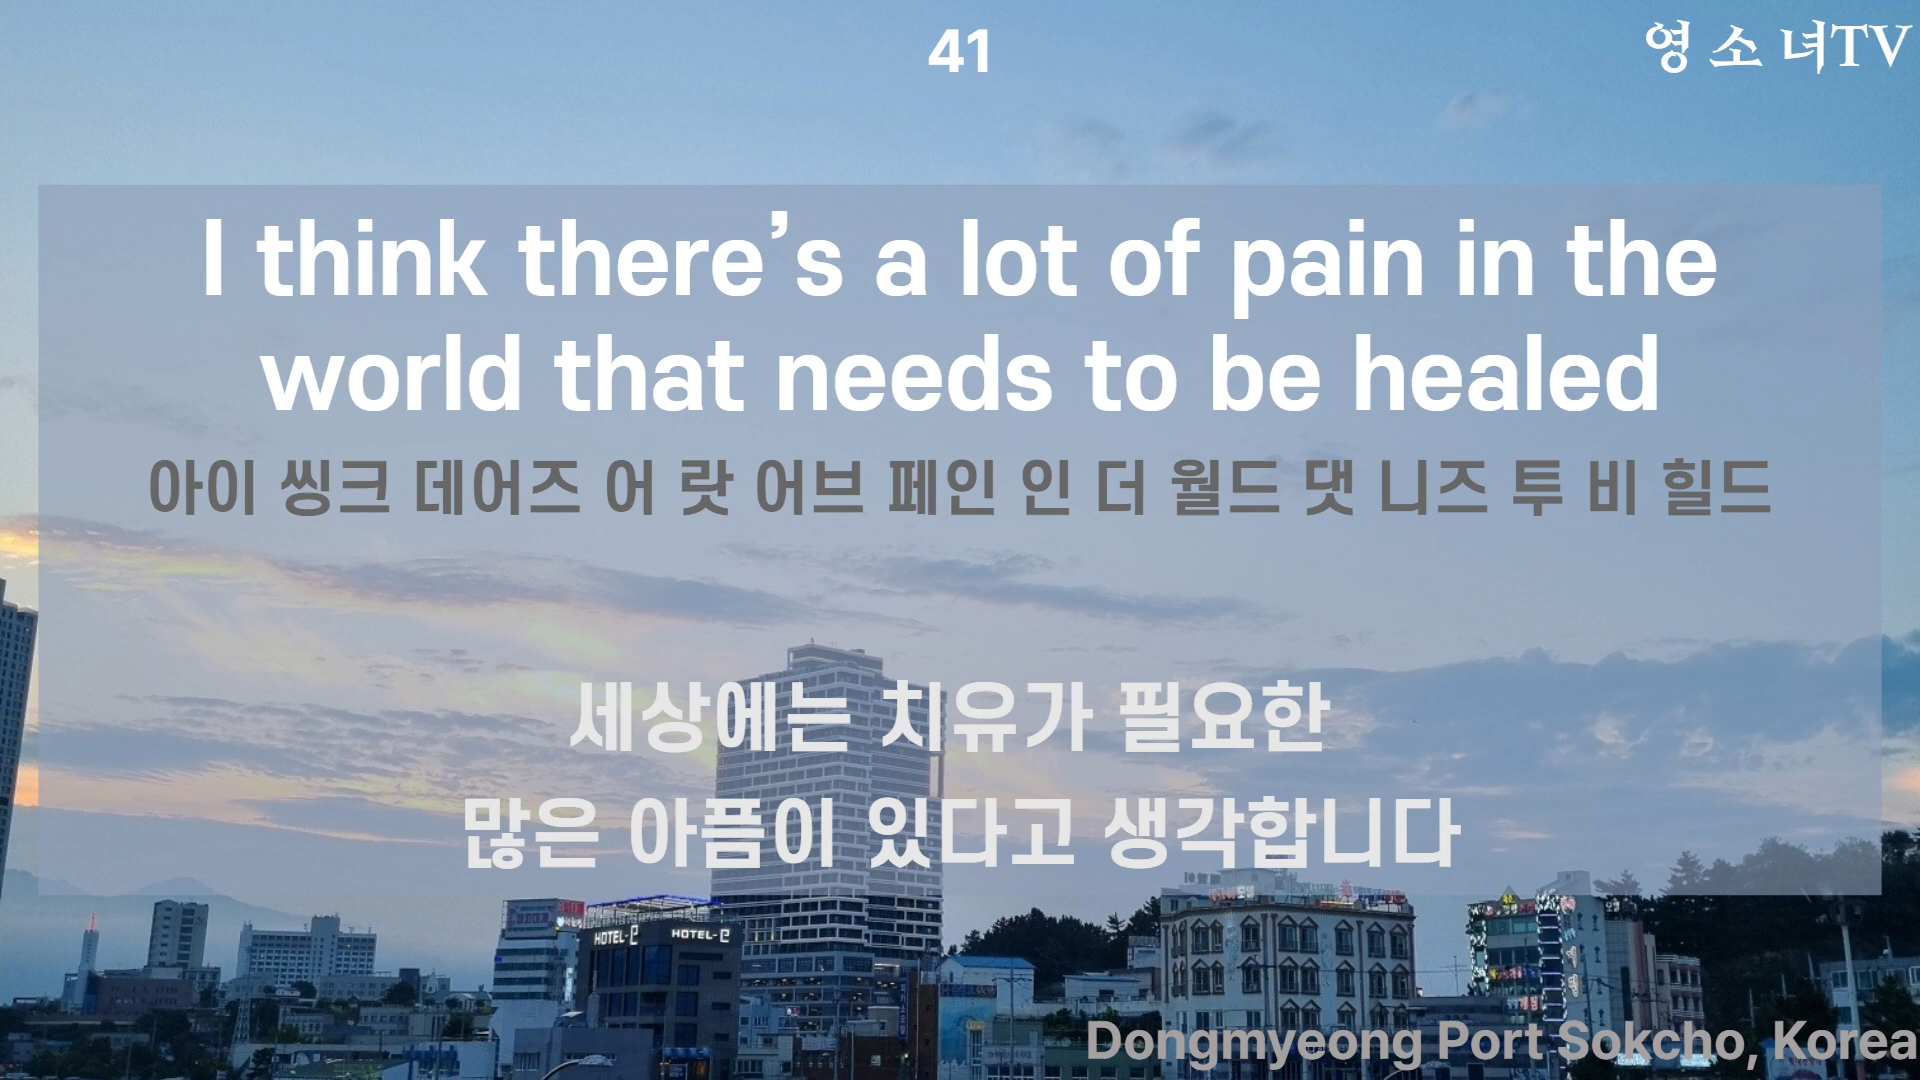 41
영 소 녀TV
I think there’s a lot of pain in the
world that needs to be healed
아이 씽크 데어즈 어 랏 어브 페인 인 더 월드 댓 니즈 투 비 힐드
세상에는 치유가 필요한
많은 아픔이 있다고 생각합니다
HOTEL-e HOTEL-e
Dongmyeong Port Sokcho, Korea